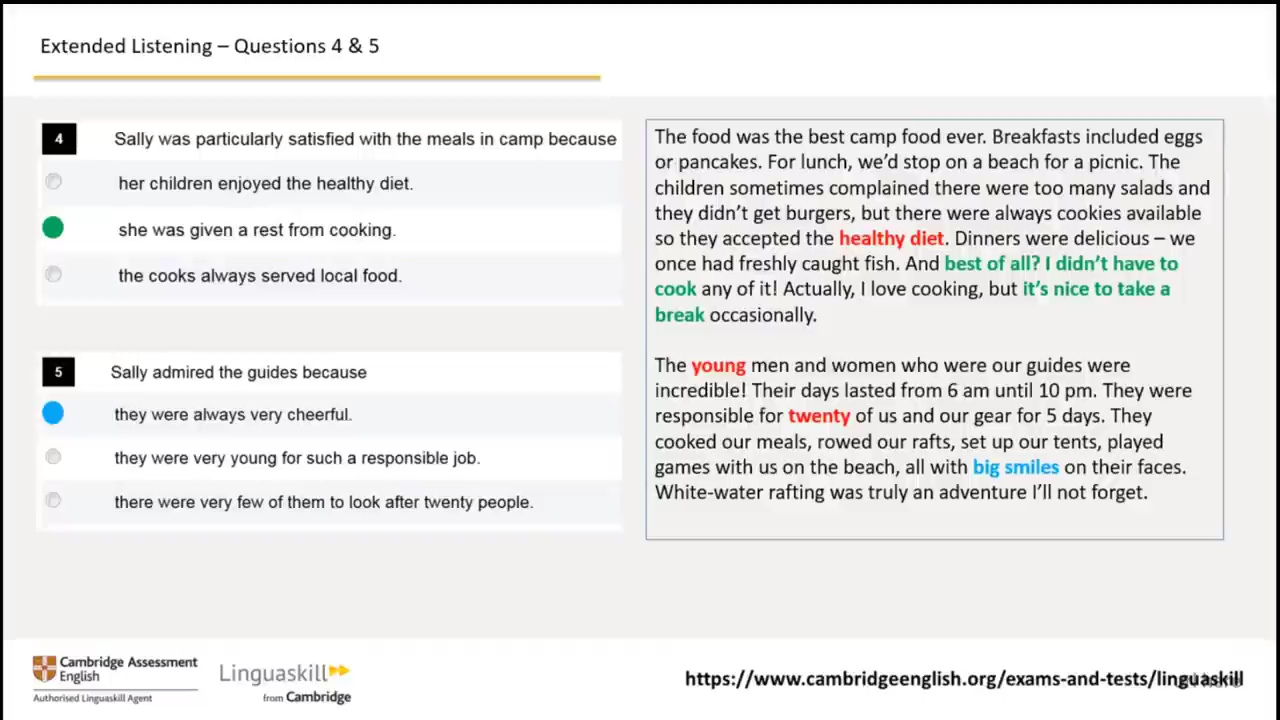 Extended Listening – Questions 4 & 5
4 Sally was particularly satisfied with the meals in camp because
her children enjoyed the healthy diet.
she was given a rest from cooking.
the cooks always served local food.
5 Sally admired the guides because
they were always very cheerful.
they were very young for such a responsible job.
there were very few of them to look after twenty people.
The food was the best camp food ever. Breakfasts included eggs
or pancakes. For lunch, we’d stop on a beach for a picnic. The
children sometimes complained there were too many salads and
they didn’t get burgers, but there were always cookies available
so they accepted the healthy diet. Dinners were delicious – we
once had freshly caught fish. And best of all? I didn’t have to
cook any of it! Actually, I love cooking, but it’s nice to take a
break occasionally.
The young men and women who were our guides were
incredible! Their days lasted from 6 am until 10 pm. They were
responsible for twenty of us and our gear for 5 days. They
cooked our meals, rowed our rafts, set up our tents, played
games with us on the beach, all with big smiles on their faces.
White-water rafting was truly an adventure I’ll not forget.
Cambridge Assessment
English
Authorised Linguaskill Agent
Linguaskill
from Cambridge
https://www.cambridgeenglish.org/exams-and-tests/linguaskill